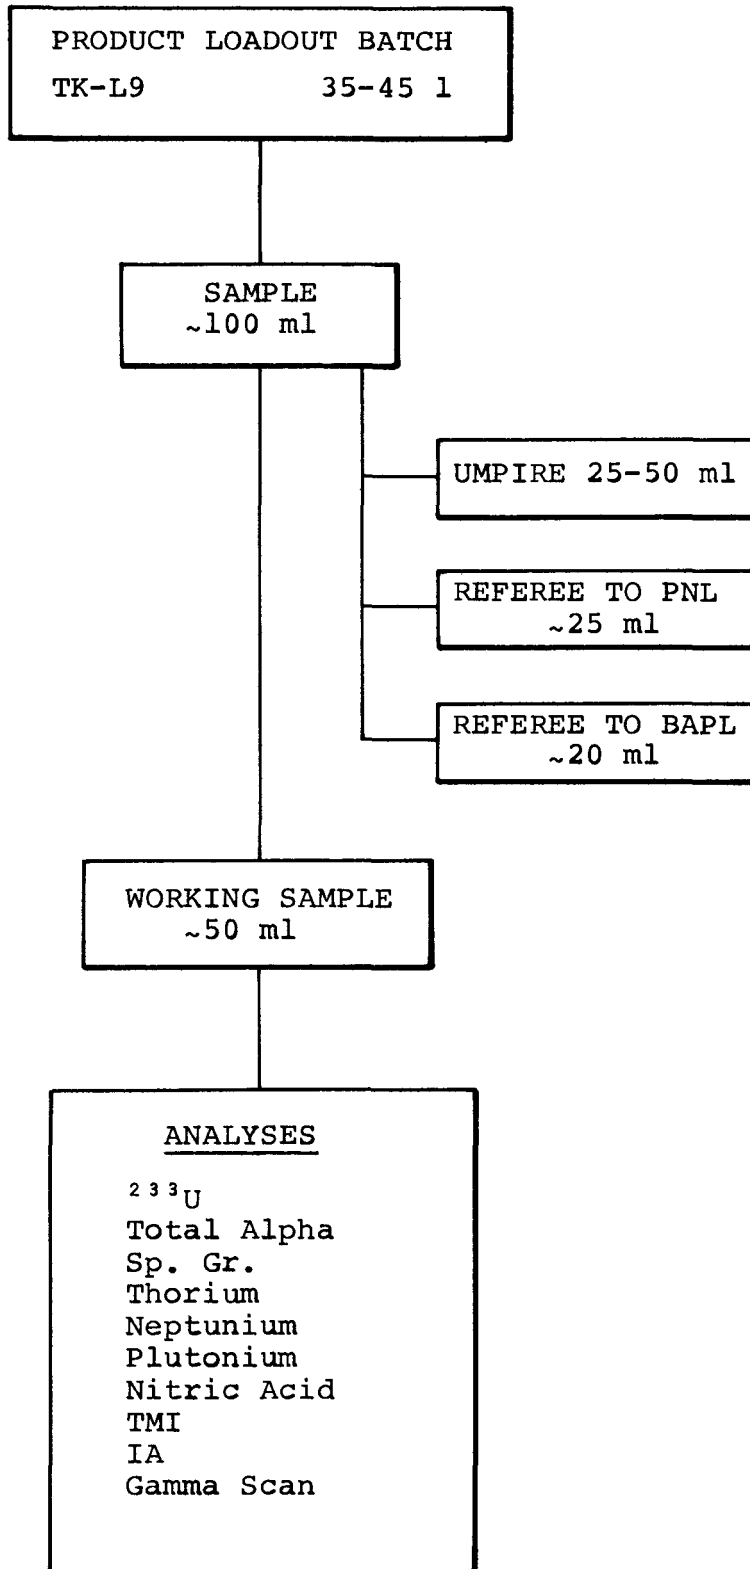 PRODUCT LOADOUT BATCH
TK-L9 35-45 l
SAMPLE
~100 ml
UMPIRE 25-50 ml
REFEREE TO PNL
~25 ml
REFEREE TO BAPL
~20 ml
WORKING SAMPLE
~50 ml
ANALYSES
²³³U
Total Alpha
Sp. Gr.
Thorium
Neptunium
Plutonium
Nitric Acid
TMI
IA
Gamma Scan